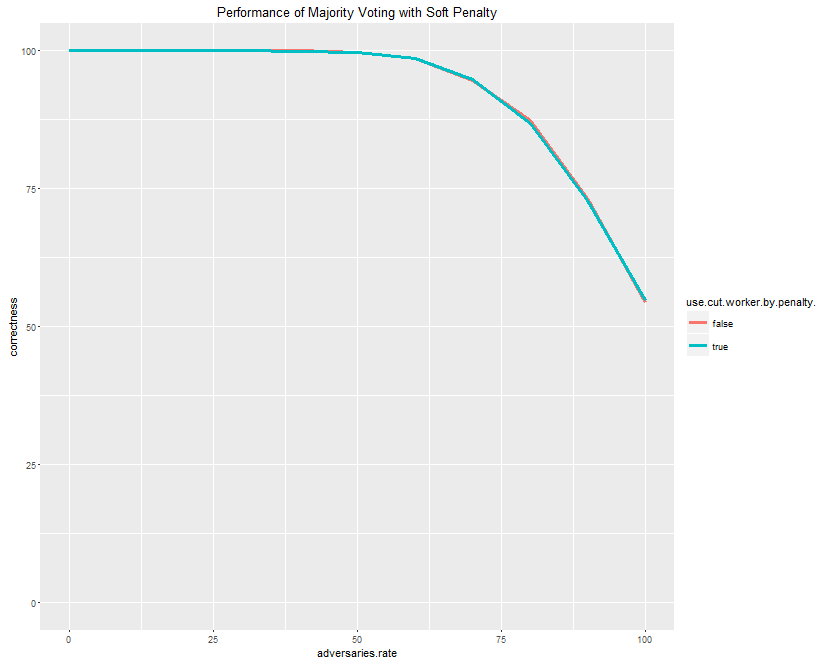 Performance of Majority Voting with Soft Penalty
100
75
50
25
0
correctness
0 25 50 75 100
adversaries.rate
use.cut.worker.by.penalty.
false
true